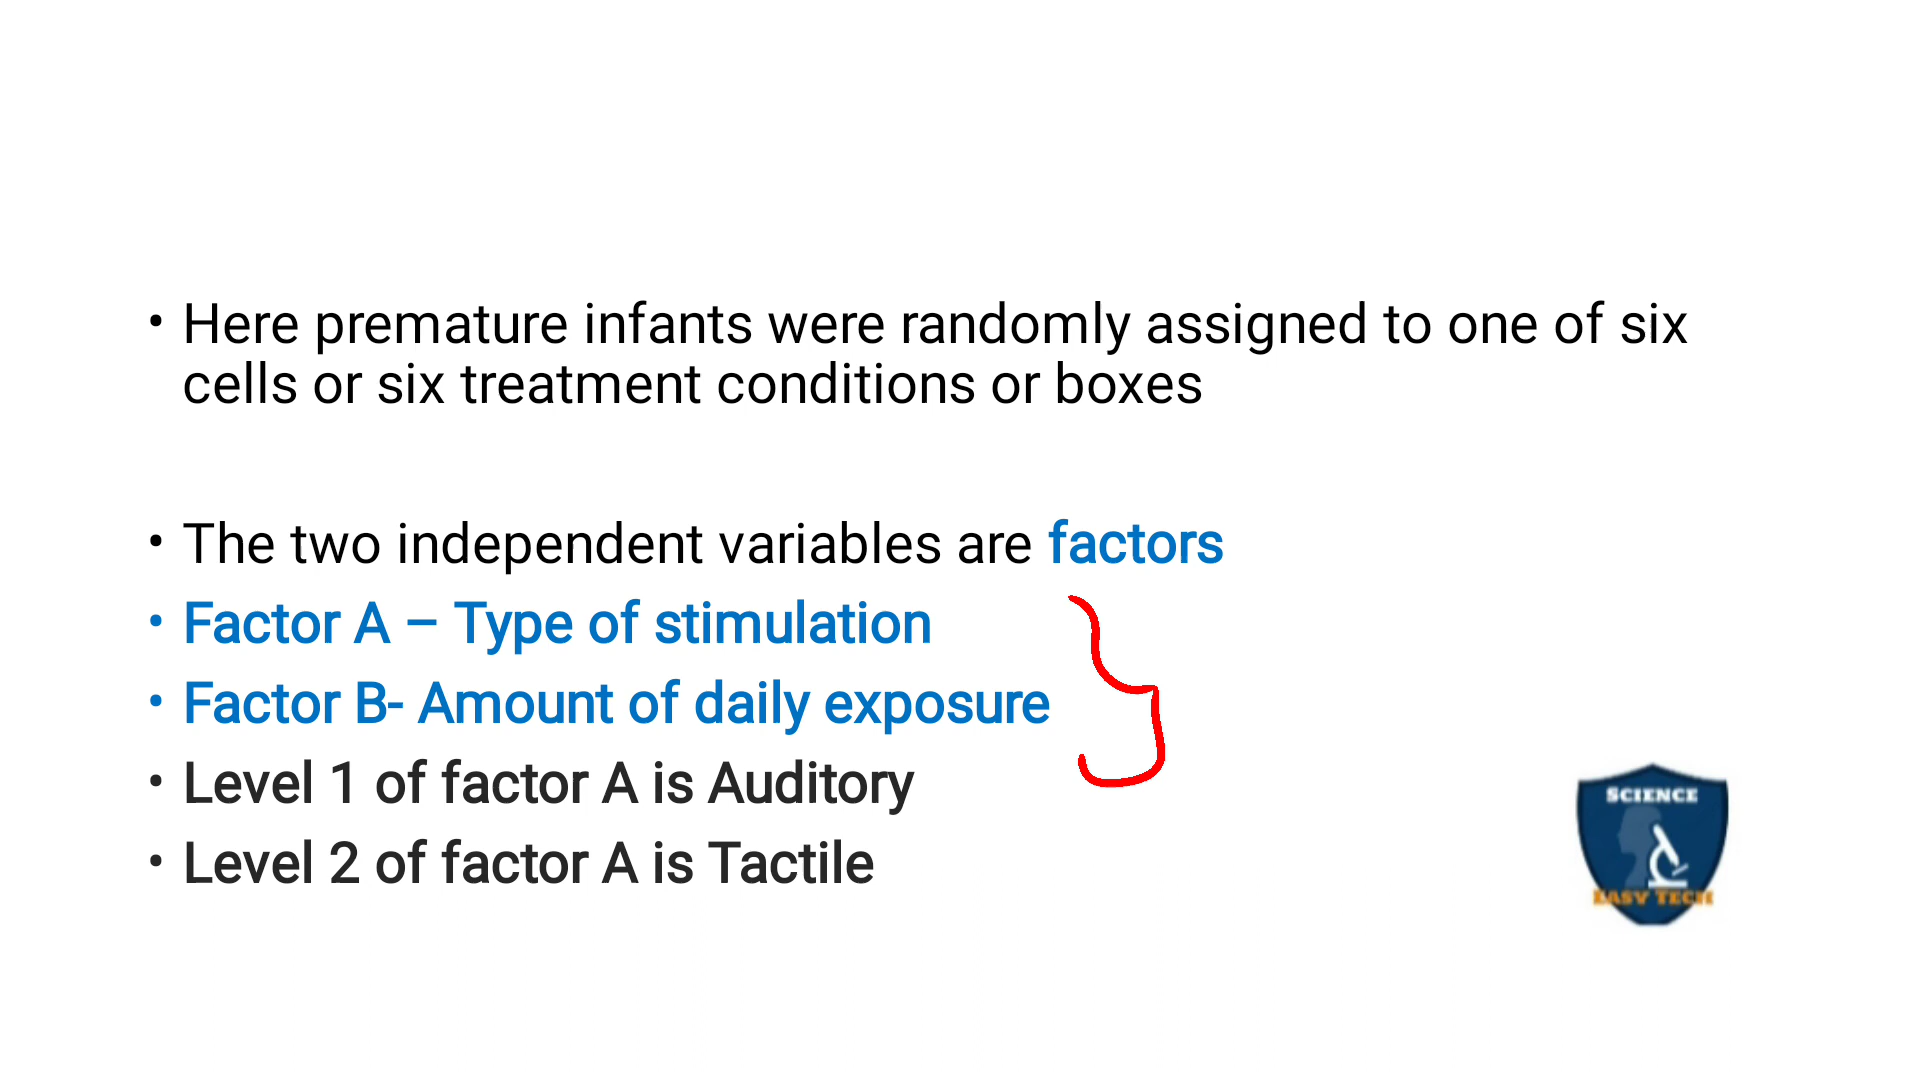 • Here premature infants were randomly assigned to one of six
cells or six treatment conditions or boxes
• The two independent variables are factors
• Factor A – Type of stimulation
• Factor B- Amount of daily exposure
• Level 1 of factor A is Auditory
• Level 2 of factor A is Tactile
SCIENCE
EASY TECH